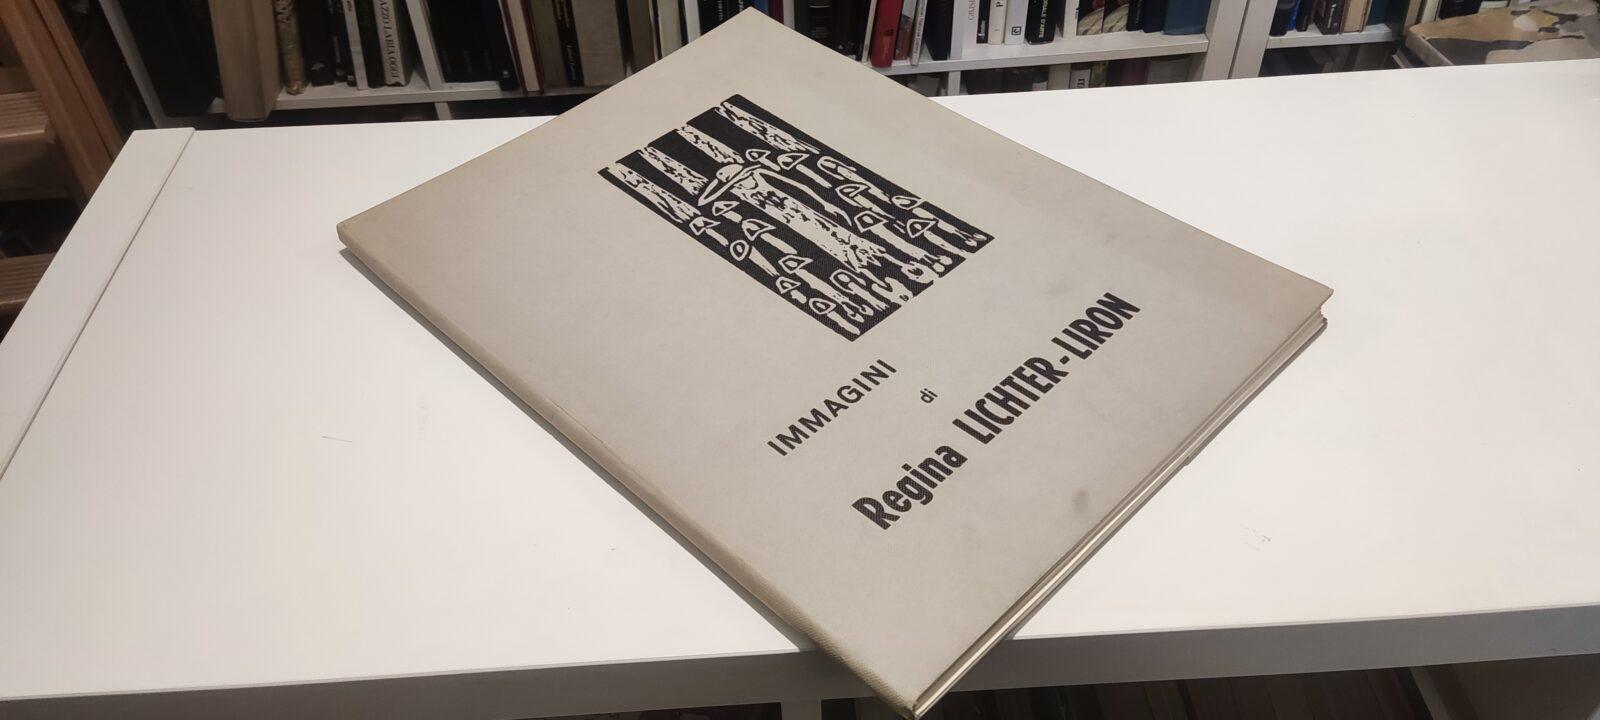 IMMAGINI
di
Regina LICHTER-LIRON